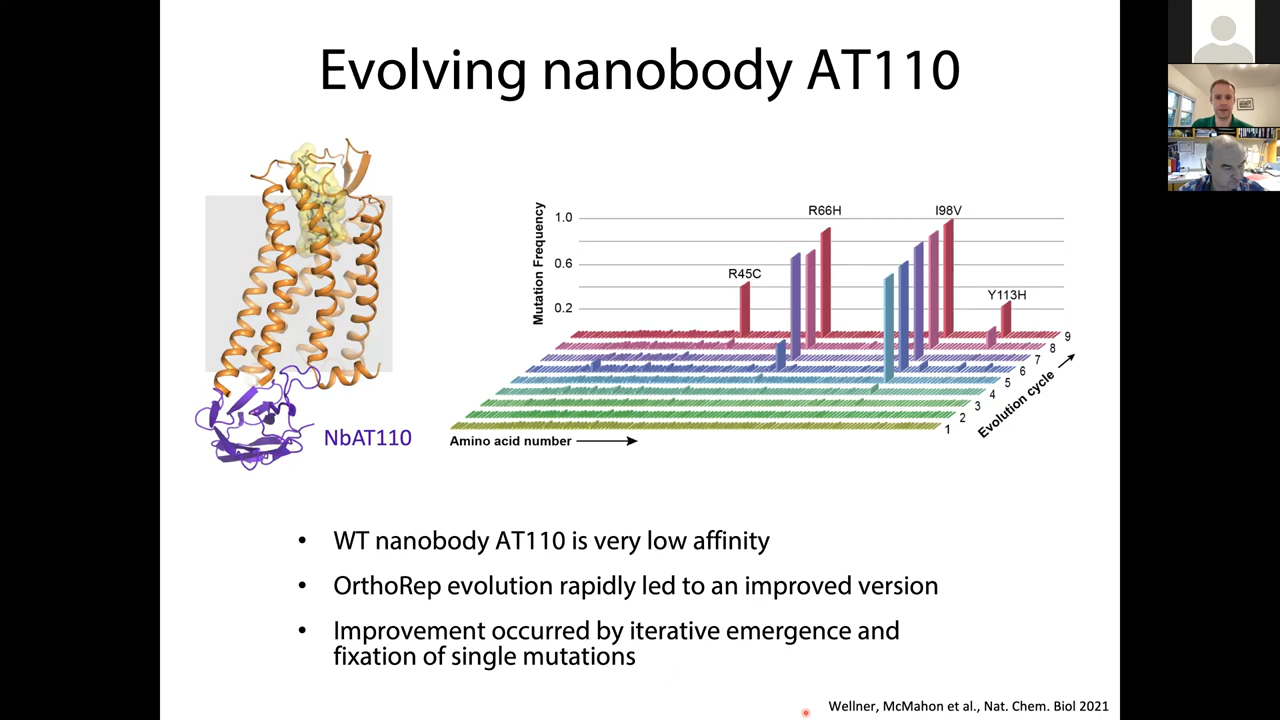 Evolving nanobody AT110
NbAT110
Mutation Frequency
1.0
0.6
0.2
R45C
R66H
I98V
Y113H
1
2
3
4
5
6
7
8
9
Evolution cycle
Amino acid number
• WT nanobody AT110 is very low affinity
• OrthoRep evolution rapidly led to an improved version
• Improvement occurred by iterative emergence and
fixation of single mutations
Wellner, McMahon et al., Nat. Chem. Biol 2021